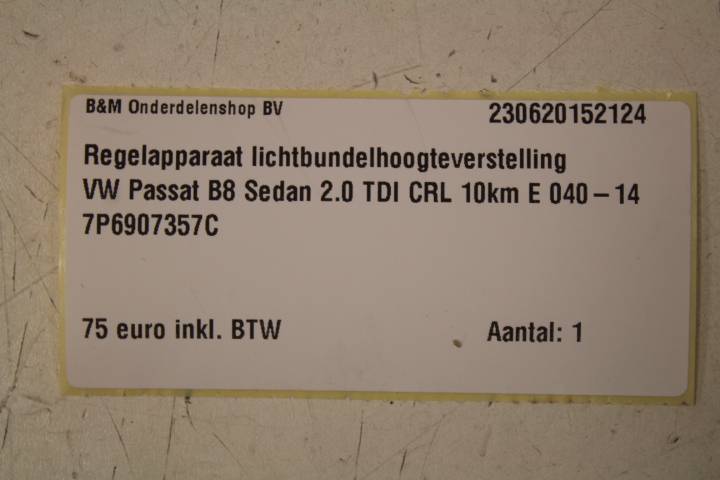 B&M Onderdelenshop BV 230620152124
Regelapparaat lichtbundelhoogteverstelling
VW Passat B8 Sedan 2.0 TDI CRL 10km E 040-14
7P6907357C
75 euro inkl. BTW Aantal: 1